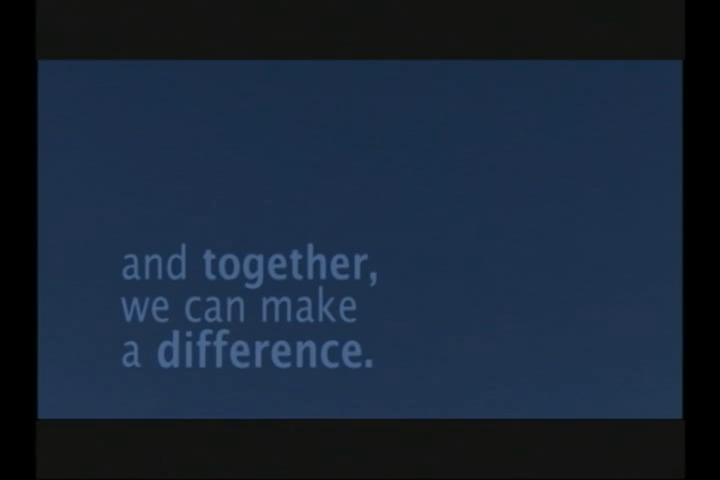 and together,
we can make
a difference.